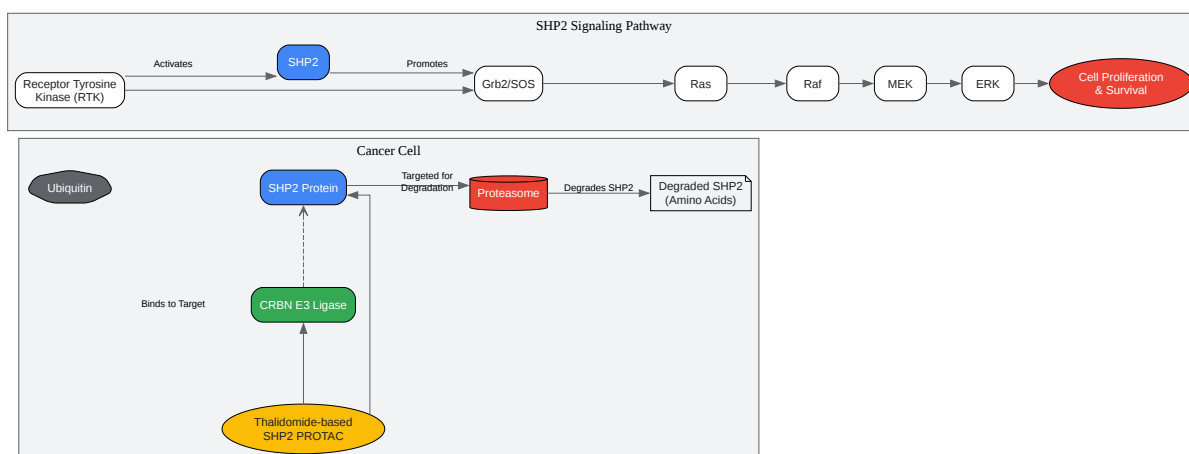 SHP2 Signaling Pathway
Activates
SHP2
Promotes
Receptor Tyrosine
Kinase (RTK)
Grb2/SOS
Ras
Raf
MEK
ERK
Cell Proliferation
& Survival
Cancer Cell
Ubiquitin
SHP2 Protein
Targeted for
Degradation
Proteasome
Degrades SHP2
Degraded SHP2
(Amino Acids)
Binds to Target
CRBN E3 Ligase
Thalidomide-based
SHP2 PROTAC